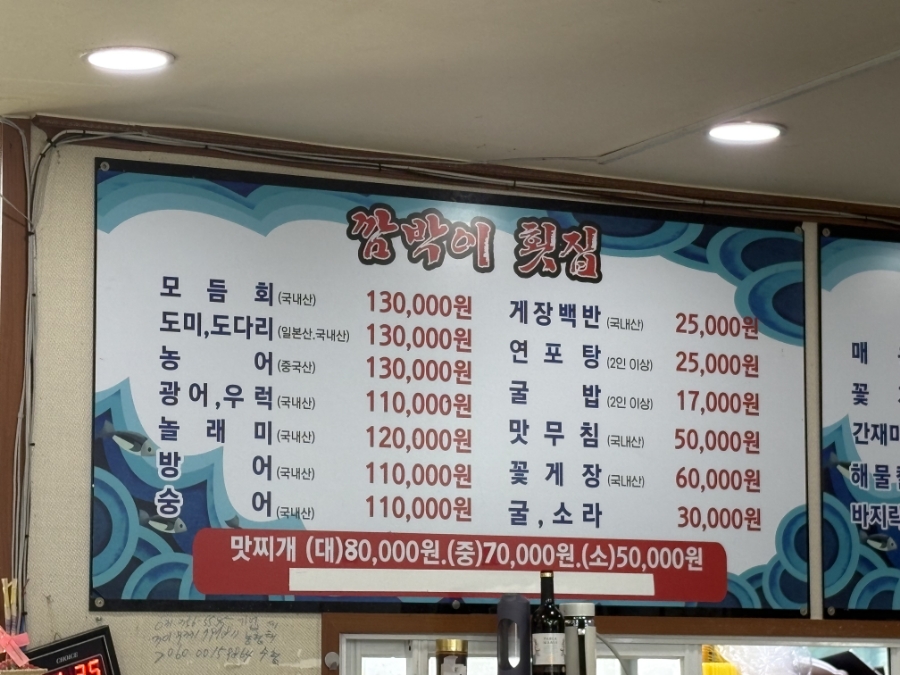 깜박이 횟집
모듬회(국내산) 130,000원
도미,도다리(일본산.국내산) 130,000원
농어(중국산) 130,000원
광어,우럭(국내산) 110,000원
놀래미(국내산) 120,000원
방어(국내산) 110,000원
숭어(국내산) 110,000원
게장백반(국내산) 25,000원
연포탕(2인 이상) 25,000원
굴밥(2인 이상) 17,000원
맛무침(국내산) 50,000원
꽃게장(국내산) 60,000원
굴,소라 30,000원
맛찌개 (대)80,000원.(중)70,000원.(소)50,000원
매
꽃
간재미
해물
바지락
CHOICE